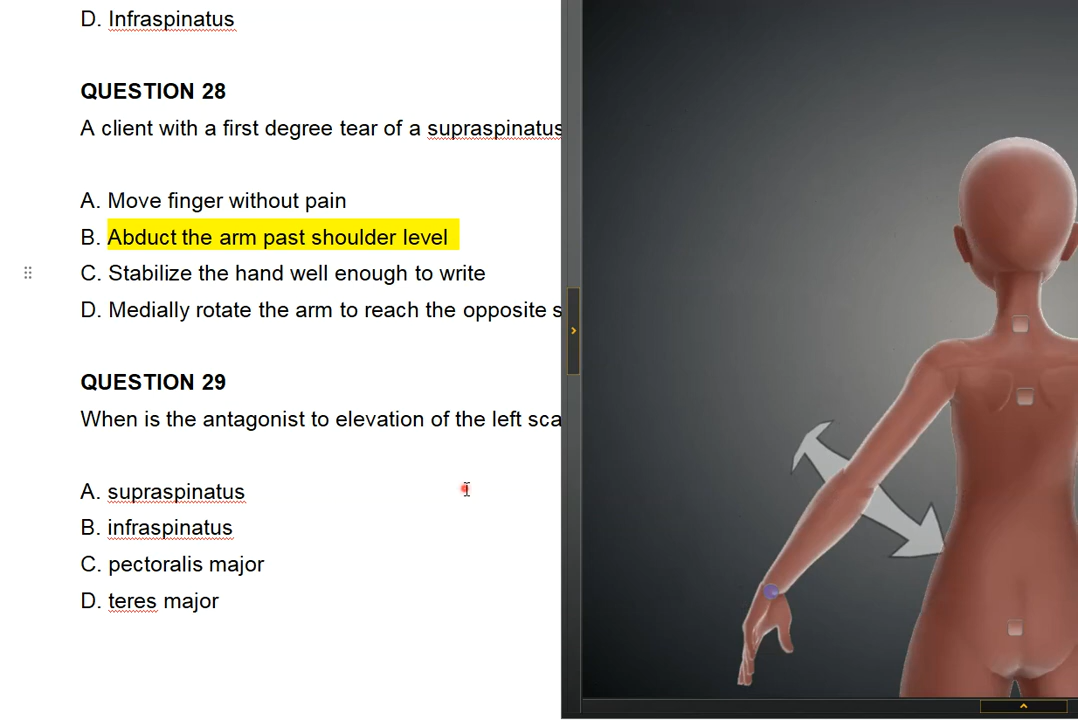 D. Infraspinatus
QUESTION 28
A client with a first degree tear of a supraspinatus
A. Move finger without pain
B. Abduct the arm past shoulder level
C. Stabilize the hand well enough to write
D. Medially rotate the arm to reach the opposite s
QUESTION 29
When is the antagonist to elevation of the left sca
A. supraspinatus
B. infraspinatus
C. pectoralis major
D. teres major